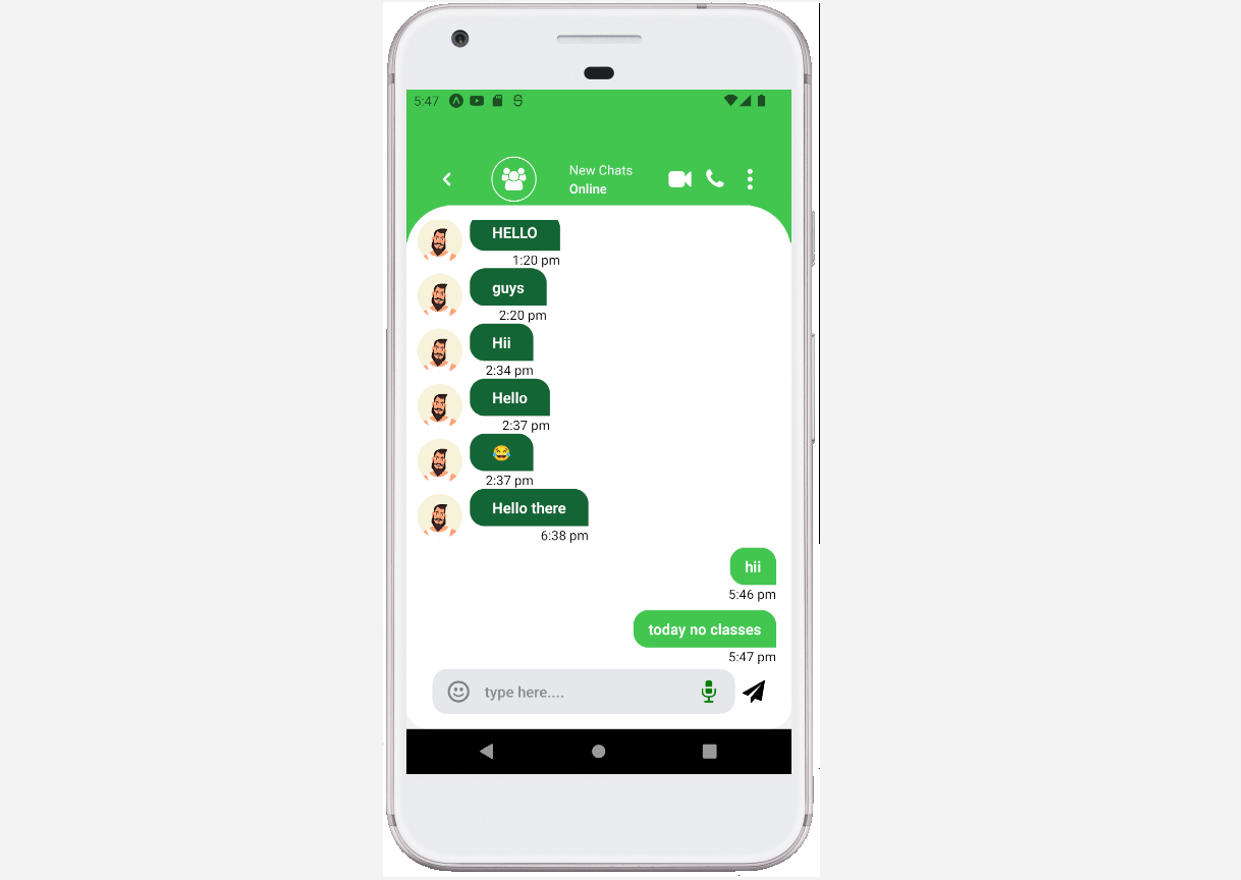 5:47
New Chats
Online
HELLO
1:20 pm
guys
2:20 pm
Hii
2:34 pm
Hello
2:37 pm
😂
2:37 pm
Hello there
6:38 pm
hii
5:46 pm
today no classes
5:47 pm
type here....